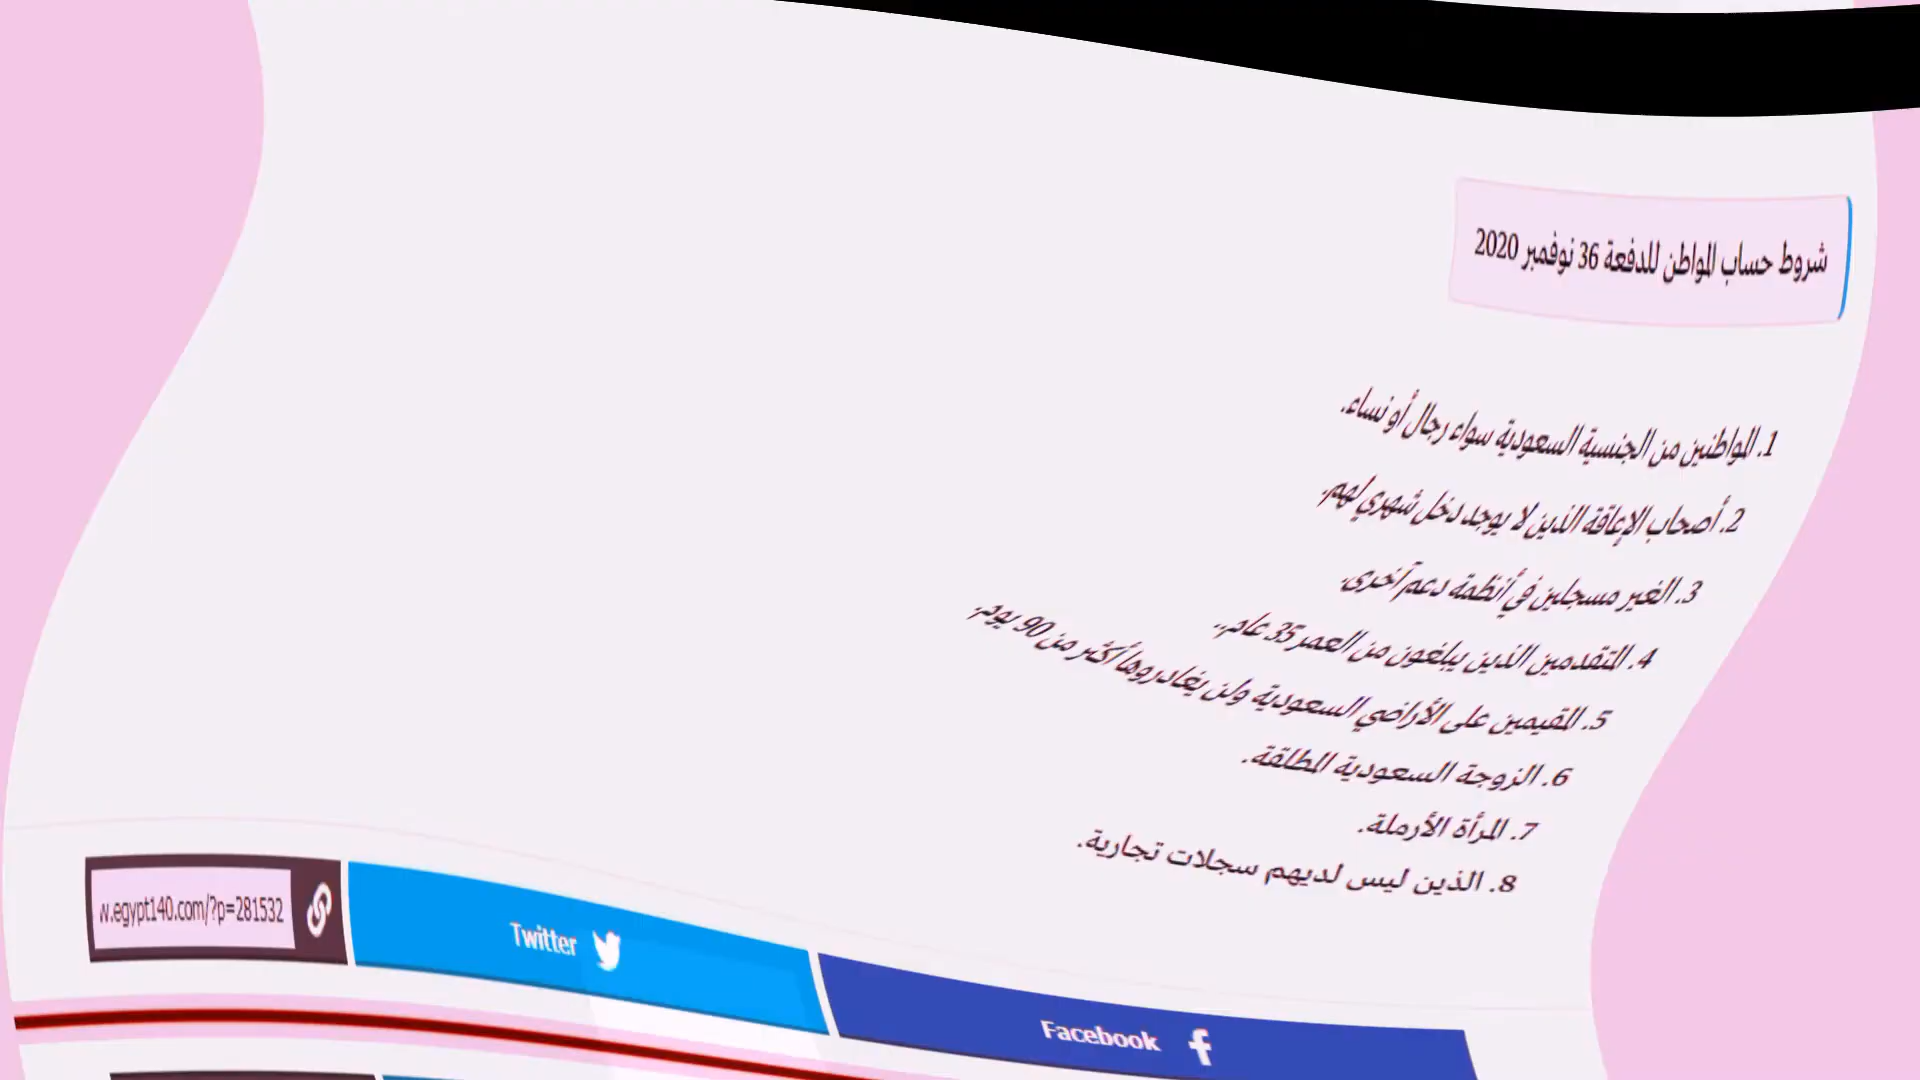 شروط حساب المواطن للدفعة 36 نوفمبر 2020
1. المواطنين من الجنسية السعودية سواء رجال أو نساء.
2. أصحاب الإعاقة الذين لا يوجد دخل شهري لهم.
3. الغير مسجلين في أنظمة دعم آخرى.
4. المتقدمين الذين يبلغون من العمر 35 عام..
5. المقيمين على الأراضي السعودية ولن يغادروها أكثر من 90 يوم.
6. الزوجة السعودية المطلقة.
7. المرأة الأرملة.
8. الذين ليس لديهم سجلات تجارية.
Facebook
Twitter
w.egypt140.com/?p=281532